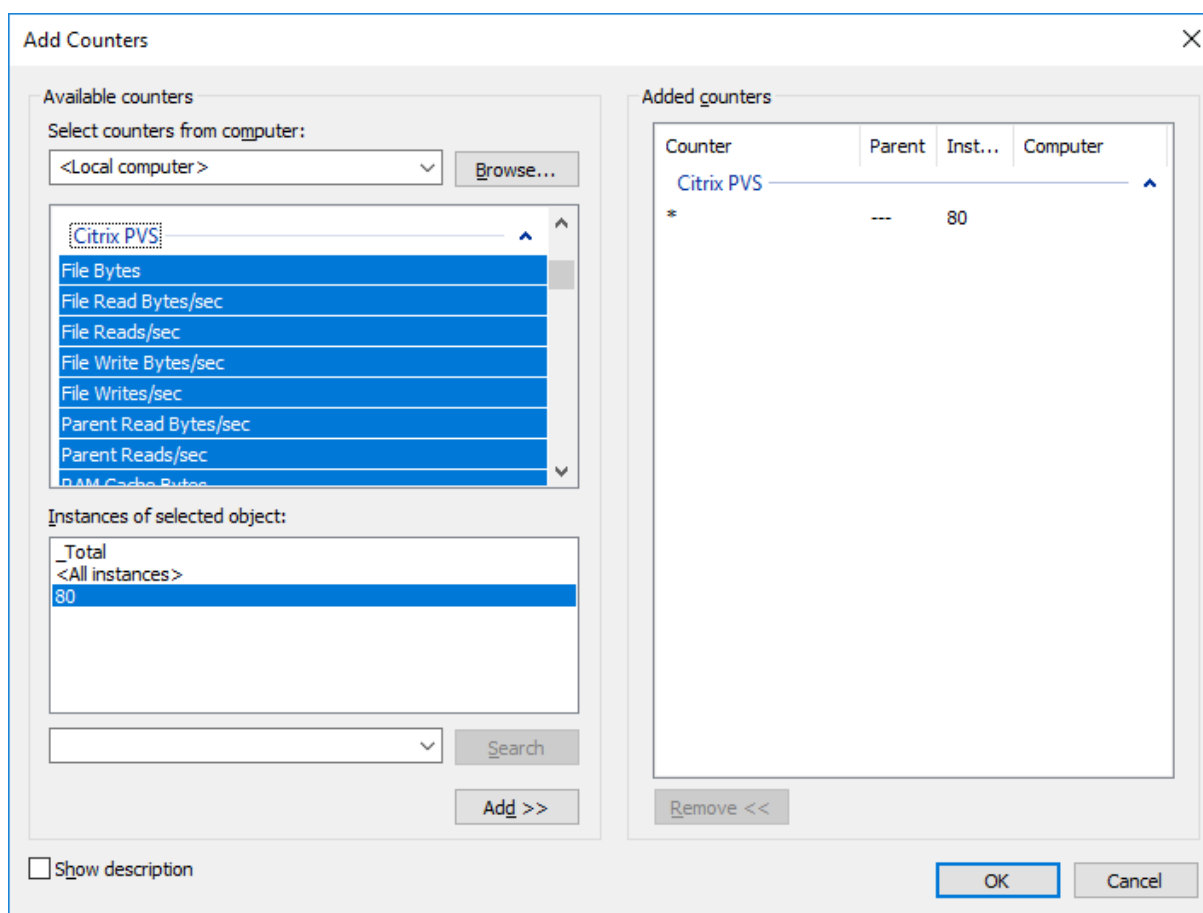 Add Counters
Available counters
Select counters from computer:
<Local computer>
Browse...
Citrix PVS
File Bytes
File Read Bytes/sec
File Reads/sec
File Write Bytes/sec
File Writes/sec
Parent Read Bytes/sec
Parent Reads/sec
RAM Cache Bytes
Instances of selected object:
_Total
<All instances>
80
Search
Add >>
Show description
Added counters
Counter Parent Inst... Computer
Citrix PVS
* --- 80
Remove <<
OK Cancel